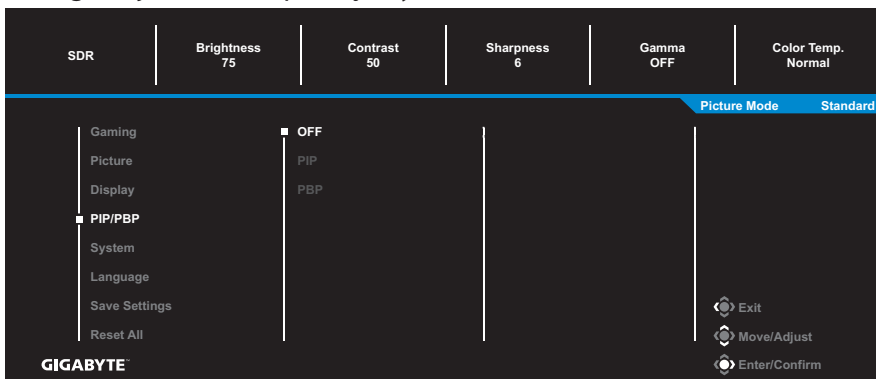 SDR
Brightness
75
Contrast
50
Sharpness
6
Gamma
OFF
Color Temp.
Normal
Picture Mode Standard
Gaming
Picture
Display
PIP/PBP
System
Language
Save Settings
Reset All
OFF
PIP
PBP
Exit
Move/Adjust
Enter/Confirm
GIGABYTE™